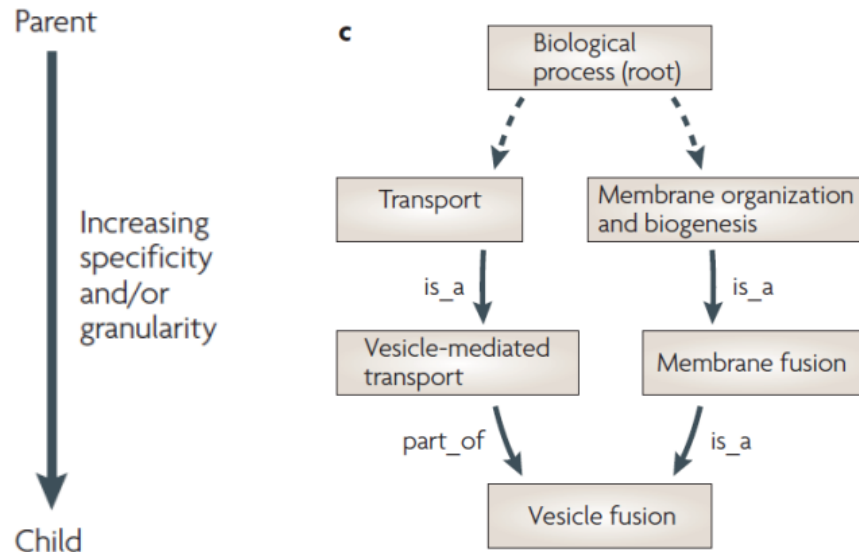 Parent
Increasing
specificity
and/or
granularity
Child
c
Biological
process (root)
Transport
Membrane organization
and biogenesis
is_a
is_a
Vesicle-mediated
transport
Membrane fusion
part_of
is_a
Vesicle fusion